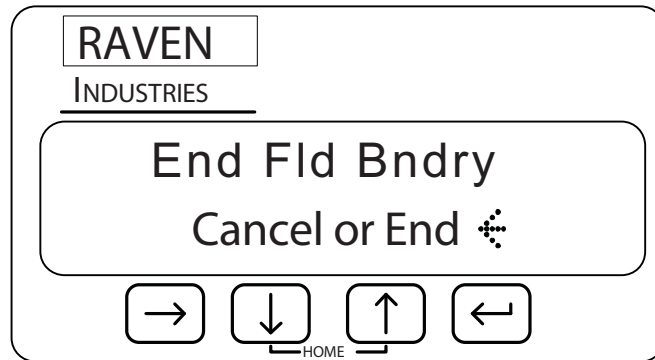 RAVEN
INDUSTRIES
End Fld Bndry
Cancel or End
HOME